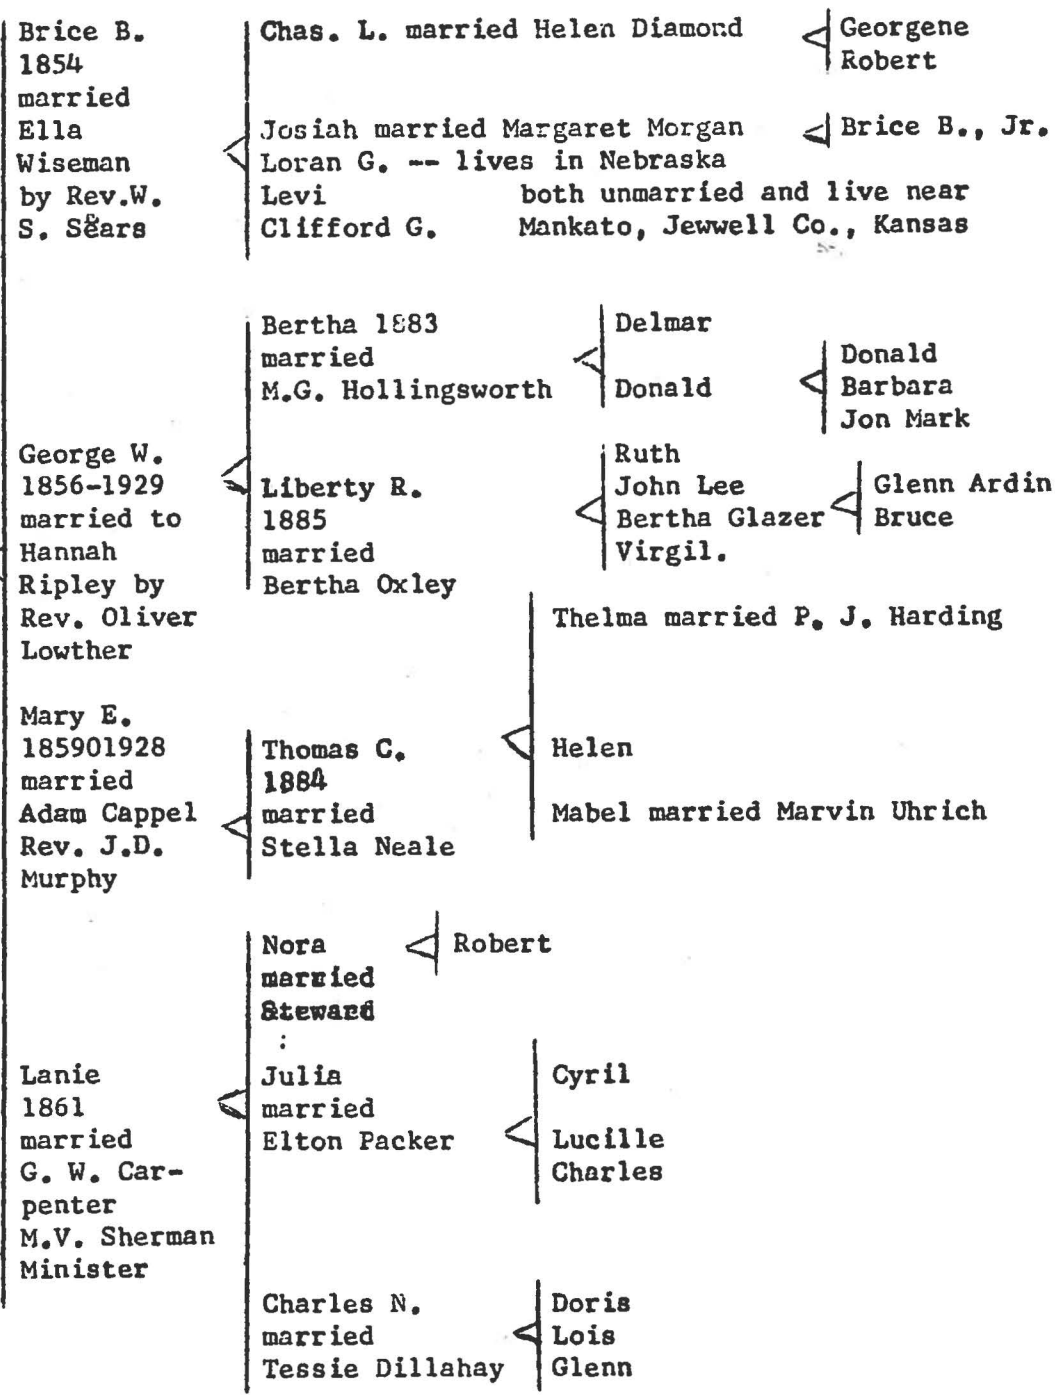 Brice B.
1854
married
Ella
Wiseman
by Rev.W.
S. Sears
Chas. L. married Helen Diamond
Georgene
Robert
Josiah married Margaret Morgan
Brice B., Jr.
Loran G. -- lives in Nebraska
Levi both unmarried and live near
Clifford G. Mankato, Jewwell Co., Kansas
George W.
1856-1929
married to
Hannah
Ripley by
Rev. Oliver
Lowther
Bertha 1883
married
M.G. Hollingsworth
Delmar
Donald
Donald
Barbara
Jon Mark
Liberty R.
1885
married
Bertha Oxley
Ruth
John Lee
Bertha Glazer
Virgil.
Glenn Ardin
Bruce
Mary E.
185901928
married
Adam Cappel
Rev. J.D.
Murphy
Thomas C.
1884
married
Stella Neale
Thelma married P. J. Harding
Helen
Mabel married Marvin Uhrich
Lanie
1861
married
G. W. Car-
penter
M.V. Sherman
Minister
Nora
married
Steward
Robert
:
Julia
married
Elton Packer
Cyril
Lucille
Charles
Charles N.
married
Tessie Dillahay
Doris
Lois
Glenn